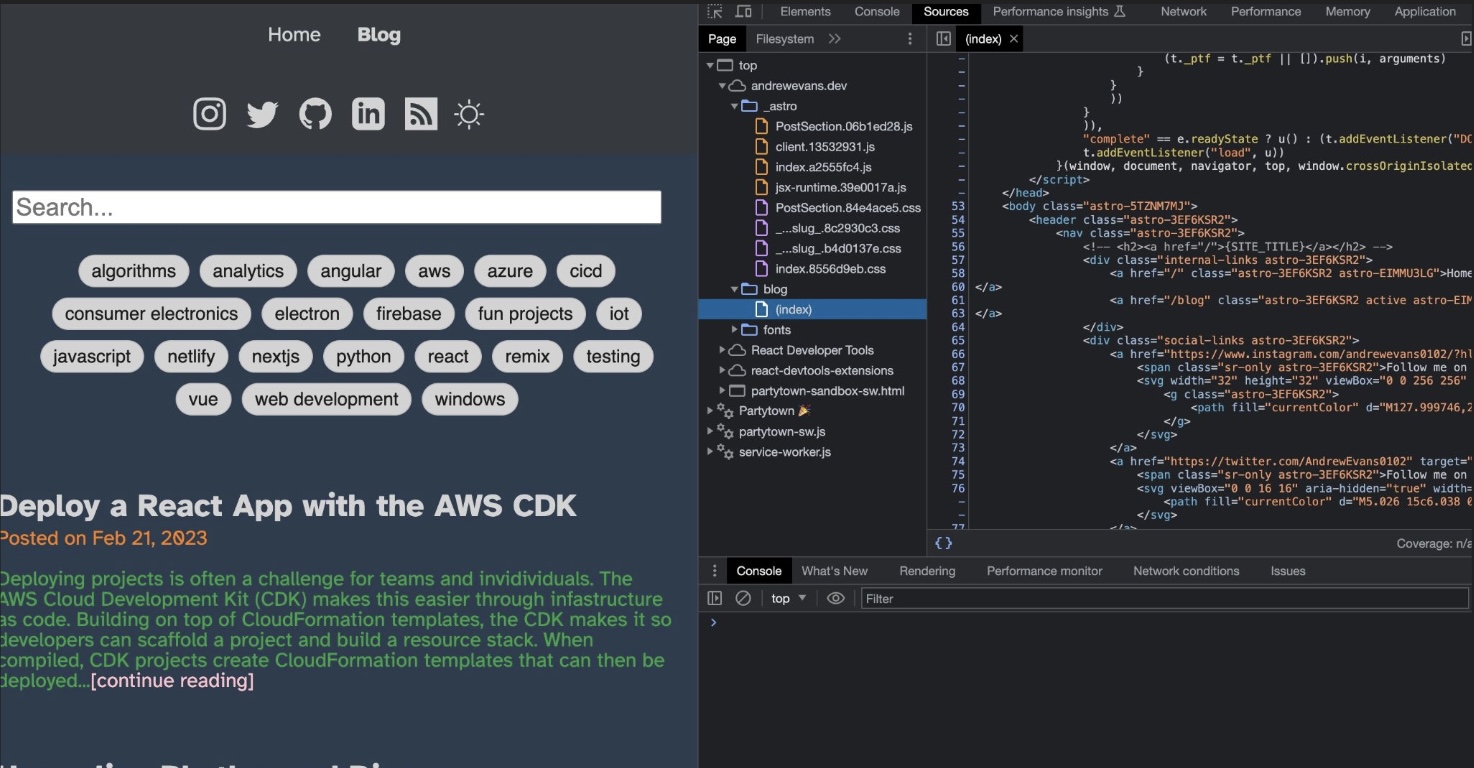 Home Blog
Search...
algorithms analytics angular aws azure cicd
consumer electronics electron firebase fun projects iot
javascript netlify nextjs python react remix testing
vue web development windows
Deploy a React App with the AWS CDK
Posted on Feb 21, 2023
Deploying projects is often a challenge for teams and invidividuals. The
AWS Cloud Development Kit (CDK) makes this easier through infastructure
as code. Building on top of CloudFormation templates, the CDK makes it so
developers can scaffold a project and build a resource stack. When
compiled, CDK projects create CloudFormation templates that can then be
deployed...[continue reading]
Elements Console Sources Performance insights Network Performance Memory Application
Page Filesystem
top
andrewevans.dev
_astro
PostSection.06b1ed28.js
client.13532931.js
index.a2555fc4.js
jsx-runtime.39e0017a.js
PostSection.84e4ace5.css
_...slug_.8c2930c3.css
_...slug_.b4d0137e.css
index.8556d9eb.css
blog
(index)
fonts
React Developer Tools
react-devtools-extensions
partytown-sandbox-sw.html
Partytown 🎉
partytown-sw.js
service-worker.js
(index) ×
- (t._ptf = t._ptf || []).push(i, arguments)
- }
- }
- }))
- }
- )),
- "complete" == e.readyState ? u() : (t.addEventListener("DO
- t.addEventListener("load", u))
- }(window, document, navigator, top, window.crossOriginIsolated
- </script>
- </head>
53 <body class="astro-5TZNM7MJ">
54 <header class="astro-3EF6KSR2">
55 <nav class="astro-3EF6KSR2">
56 <!-- <h2><a href="/">{SITE_TITLE}</a></h2> -->
57 <div class="internal-links astro-3EF6KSR2">
58 <a href="/" class="astro-3EF6KSR2 astro-EIMMU3LG">Home
60 </a>
61 <a href="/blog" class="astro-3EF6KSR2 active astro-EIM
63 </a>
64 </div>
65 <div class="social-links astro-3EF6KSR2">
66 <a href="https://www.instagram.com/andrewevans0102/?hl
67 <span class="sr-only astro-3EF6KSR2">Follow me on
68 <svg width="32" height="32" viewBox="0 0 256 256"
69 <g class="astro-3EF6KSR2">
70 <path fill="currentColor" d="M127.999746,2
71 </g>
72 </svg>
73 </a>
74 <a href="https://twitter.com/AndrewEvans0102" target="
75 <span class="sr-only astro-3EF6KSR2">Follow me on
76 <svg viewBox="0 0 16 16" aria-hidden="true" width=
- <path fill="currentColor" d="M5.026 15c6.038 0
- </svg>
77 </a>
{} Coverage: n/a
Console What's New Rendering Performance monitor Network conditions Issues
top Filter